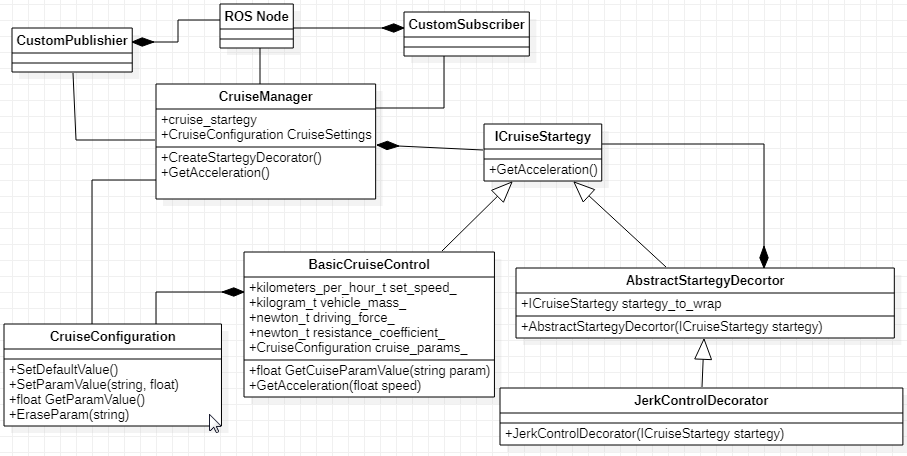 ROS Node
CustomPublishier
CustomSubscriber
CruiseManager
+cruise_startegy
+CruiseConfiguration CruiseSettings
+CreateStartegyDecorator()
+GetAcceleration()
ICruiseStartegy
+GetAcceleration()
BasicCruiseControl
+kilometers_per_hour_t set_speed_
+kilogram_t vehicle_mass_
+newton_t driving_force_
+newton_t resistance_coefficient_
+CruiseConfiguration cruise_params_
+float GetCuiseParamValue(string param)
+GetAcceleration(float speed)
AbstractStartegyDecortor
+ICruiseStartegy startegy_to_wrap
+AbstractStartegyDecortor(ICruiseStartegy startegy)
CruiseConfiguration
+SetDefaultValue()
+SetParamValue(string, float)
+float GetParamValue()
+EraseParam(string)
JerkControlDecorator
+JerkControlDecorator(ICruiseStartegy startegy)